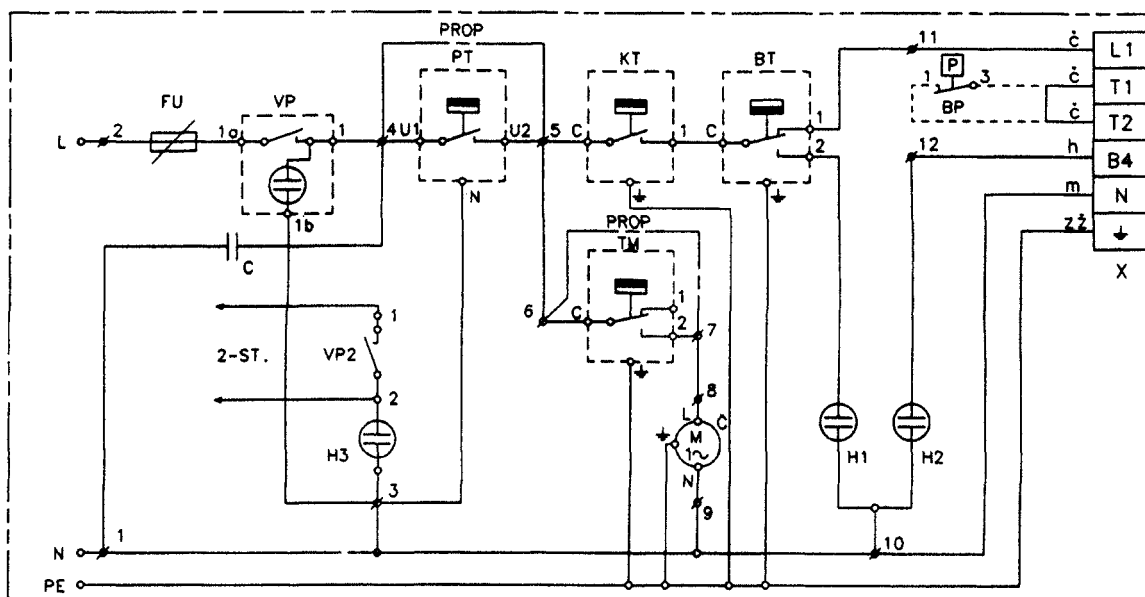 PROP
11
č
L1
PT
KT
BT
P
1
3
č
T1
FU
VP
BP
č
T2
L
2
1a
1
4
U1
U2
5
C
1
C
1
2
12
h
B4
N
m
N
1b
PROP
zž
C
TM
X
1
6
C
1
2
7
2-ST.
VP2
2
8
L
Č
M
1~
H3
N
H1
H2
3
9
N
1
10
PE